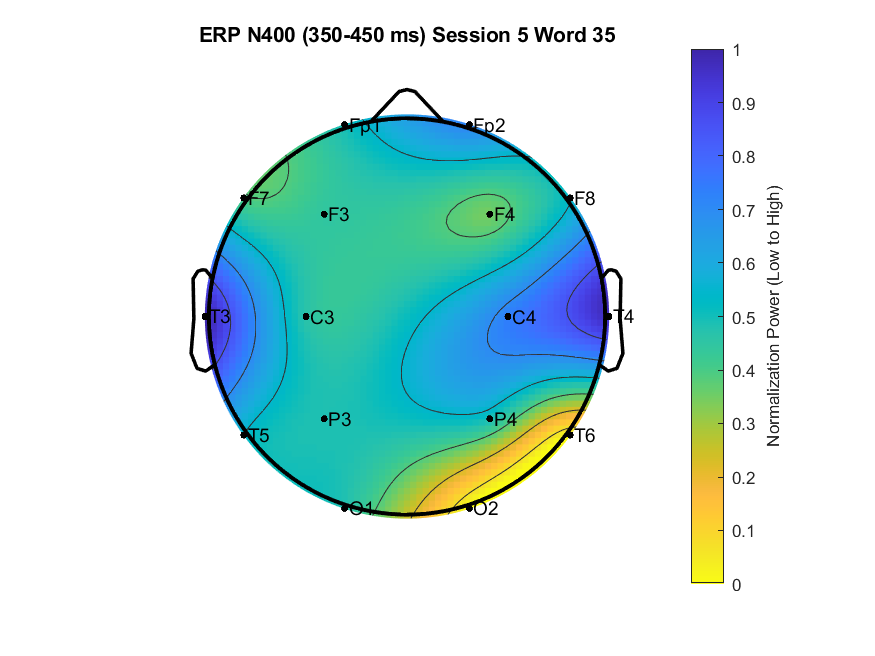 ERP N400 (350-450 ms) Session 5 Word 35
Fp1
Fp2
F7
F3
F4
F8
T3
C3
C4
T4
T5
P3
P4
T6
O1
O2
1
0.9
0.8
0.7
0.6
0.5
0.4
0.3
0.2
0.1
0
Normalization Power (Low to High)